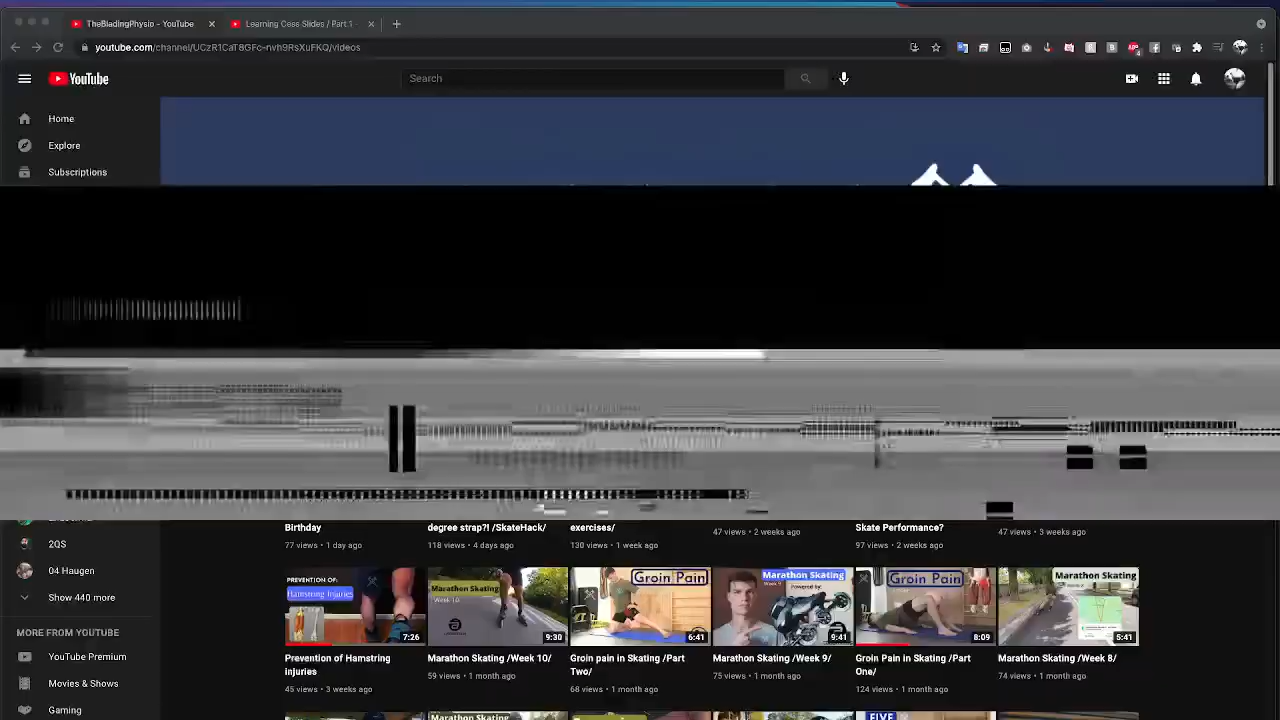 TheBladingPhysio - YouTube
Learning Cese Slides / Part 1 -
youtube.com/channel/UCzR1CaT8GFc-nvh9RsXuFKQ/videos
YouTube
Search
Home
Explore
Subscriptions
Birthday
degree strap?! /SkateHack/
exercises/
Skate Performance?
77 views • 1 day ago
118 views • 4 days ago
130 views • 1 week ago
47 views • 2 weeks ago
97 views • 2 weeks ago
47 views • 3 weeks ago
2QS
04 Haugen
Show 440 more
MORE FROM YOUTUBE
YouTube Premium
Movies & Shows
Gaming
PREVENTION OF:
Hamstring Injuries
7:26
Marathon Skating
Week 10
9:30
Groin Pain
6:41
Marathon Skating
Powered by:
9:41
Groin Pain
8:09
Marathon Skating
5:41
Prevention of Hamstring
injuries
45 views • 3 weeks ago
Marathon Skating /Week 10/
59 views • 1 month ago
Groin pain in Skating /Part
Two/
68 views • 1 month ago
Marathon Skating /Week 9/
75 views • 1 month ago
Groin Pain in Skating /Part
One/
124 views • 1 month ago
Marathon Skating /Week 8/
74 views • 1 month ago
Marathon Skating
FIVE